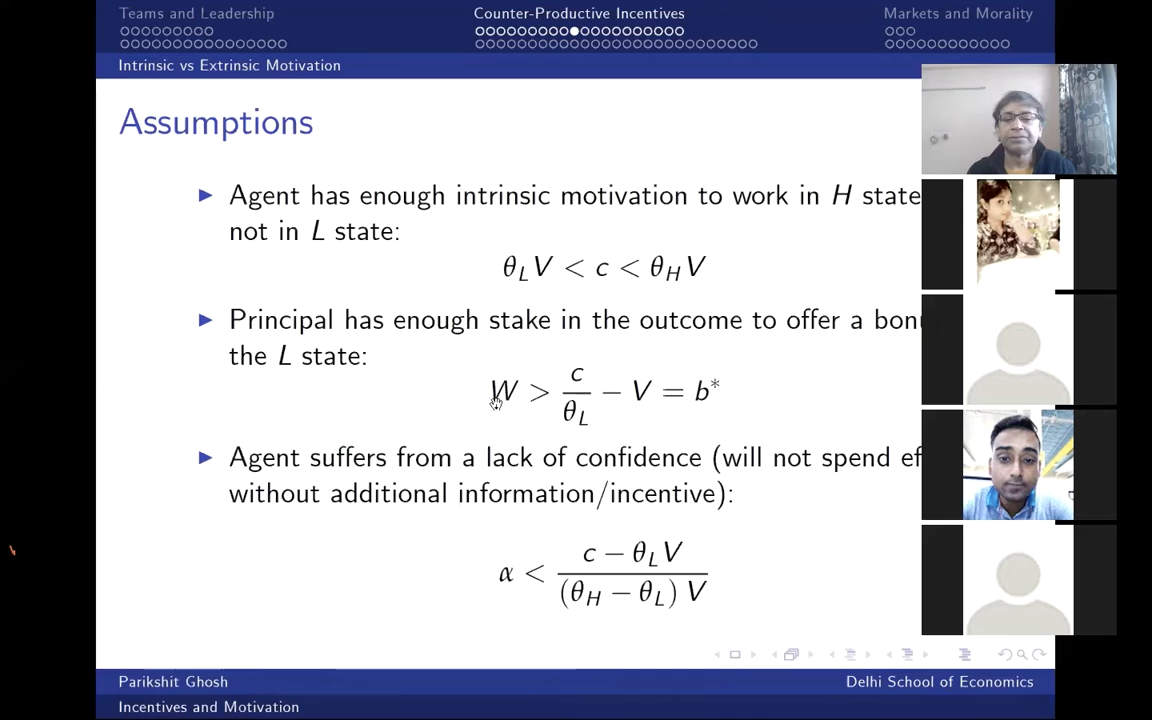 Teams and Leadership
Counter-Productive Incentives
Markets and Morality
Intrinsic vs Extrinsic Motivation
Assumptions
Agent has enough intrinsic motivation to work in H state
not in L state:
θ_L V < c < θ_H V
Principal has enough stake in the outcome to offer a
the L state:
W > c/θ_L − V = b*
Agent suffers from a lack of confidence (will not spend
without additional information/incentive):
α < (c − θ_L V)/((θ_H − θ_L) V)
Parikshit Ghosh
Delhi School of Economics
Incentives and Motivation